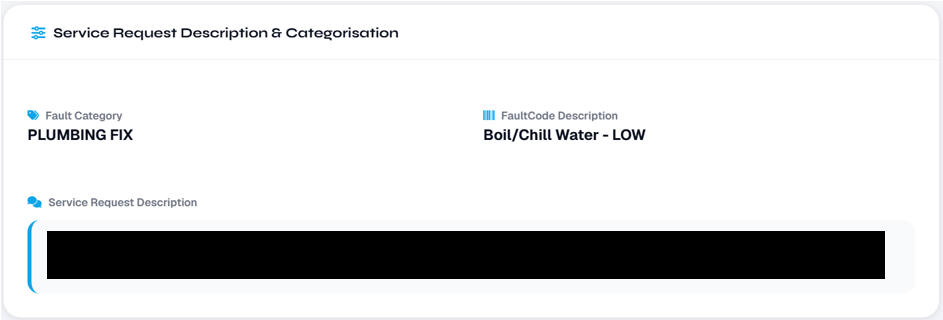 Service Request Description & Categorisation
Fault Category
PLUMBING FIX
FaultCode Description
Boil/Chill Water - LOW
Service Request Description